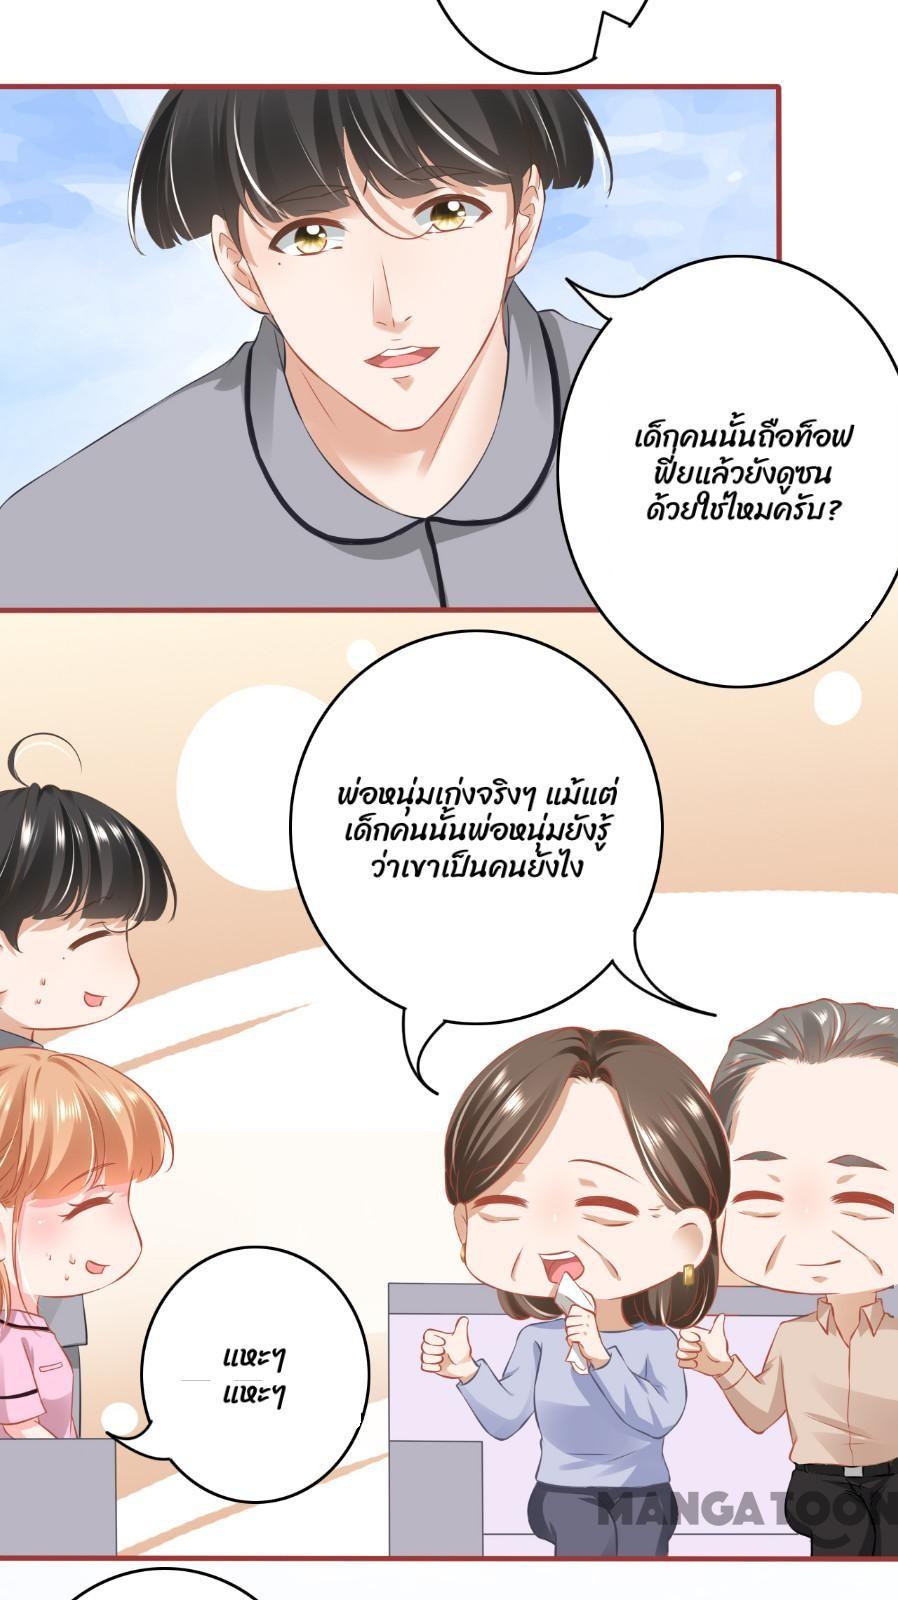 เด็กคนนั้นถือท็อฟ
ฟี่ยแล้วยังดูซน
ด้วยใช่ไหมครับ?
พ่อหนุ่มเก่งจริงๆ แม้แต่
เด็กคนนั้นพ่อหนุ่มยังรู้
ว่าเขาเป็นคนยังไง
แหะๆ
แหะๆ
MANGATOON